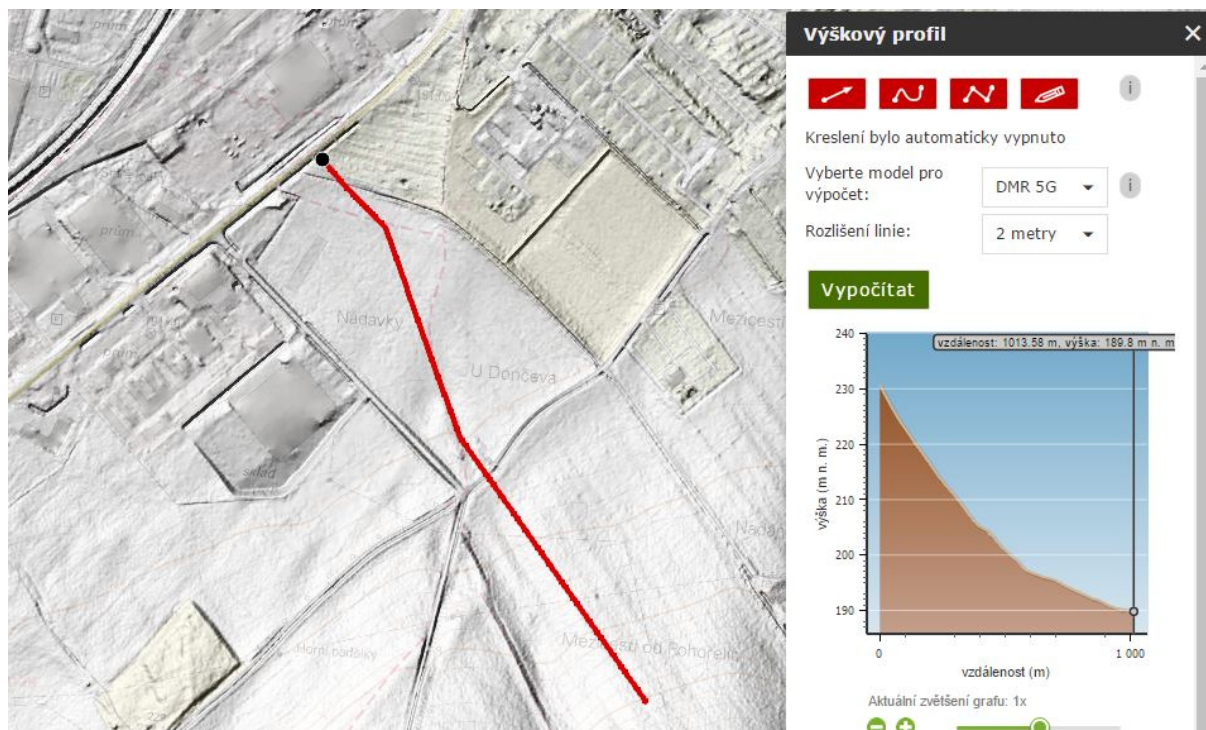 Výškový profil
Kreslení bylo automaticky vypnuto
Vyberte model pro
výpočet:
DMR 5G
Rozlišení linie:
2 metry
Vypočítat
240
vzdálenost: 1013.58 m, výška: 189.8 m n. m
230
220
210
200
190
výška (m n. m.)
0
1 000
vzdálenost (m)
Aktuální zvětšení grafu: 1x
prům
prům
Nadávky
U Dončeva
Mezicestí
sklad
Mezicestí od Pohořelic